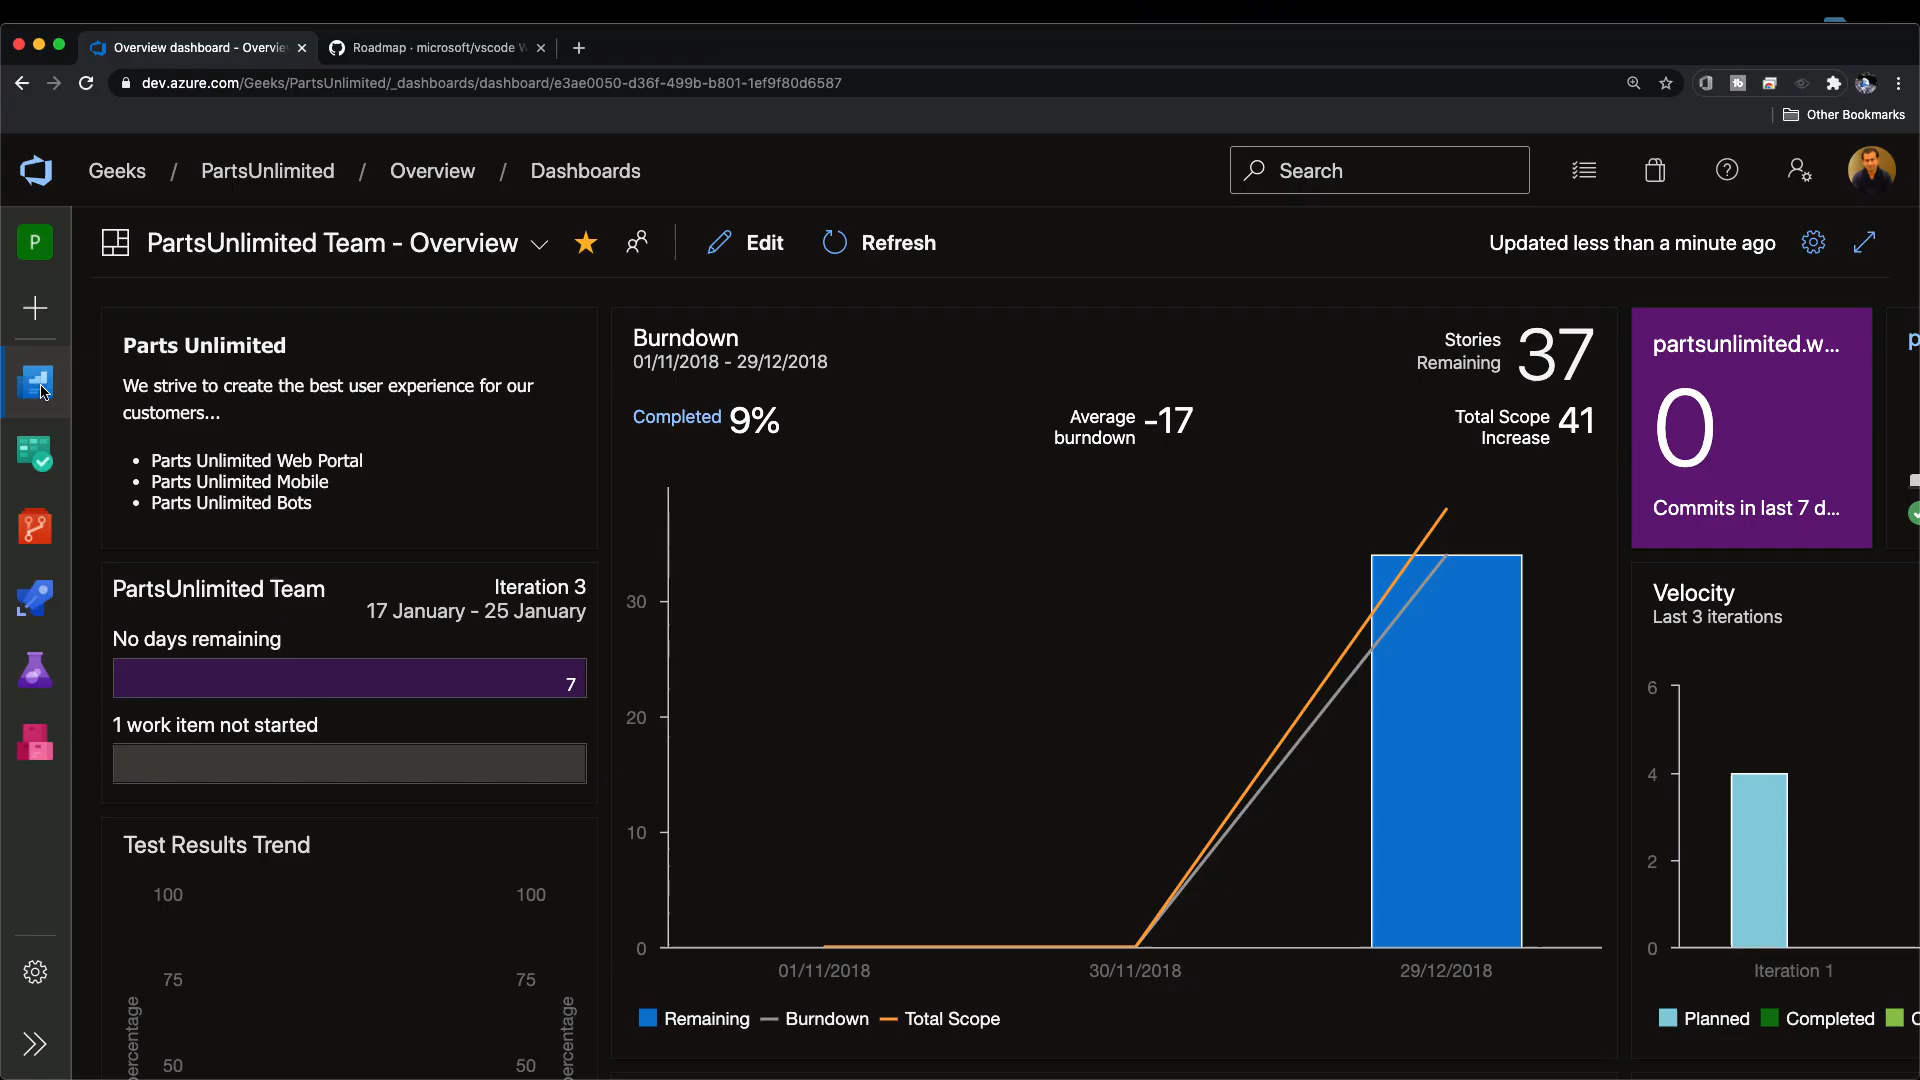 Overview dashboard - Overvie
Roadmap · microsoft/vscode W
dev.azure.com/Geeks/PartsUnlimited/_dashboards/dashboard/e3ae0050-d36f-499b-b801-1ef9f80d6587
Other Bookmarks
Geeks / PartsUnlimited / Overview / Dashboards
Search
P
PartsUnlimited Team - Overview
Edit
Refresh
Updated less than a minute ago
Parts Unlimited
We strive to create the best user experience for our
customers...
• Parts Unlimited Web Portal
• Parts Unlimited Mobile
• Parts Unlimited Bots
PartsUnlimited Team
Iteration 3
17 January - 25 January
No days remaining
7
1 work item not started
Test Results Trend
100
100
75
75
50
50
percentage
percentage
Burndown
01/11/2018 - 29/12/2018
Stories
Remaining
37
Completed 9%
Average
burndown
-17
Total Scope
Increase
41
30
20
10
0
01/11/2018
30/11/2018
29/12/2018
Remaining
Burndown
Total Scope
partsunlimited.w...
0
Commits in last 7 d...
p
Velocity
Last 3 iterations
6
4
2
0
Iteration 1
Planned
Completed